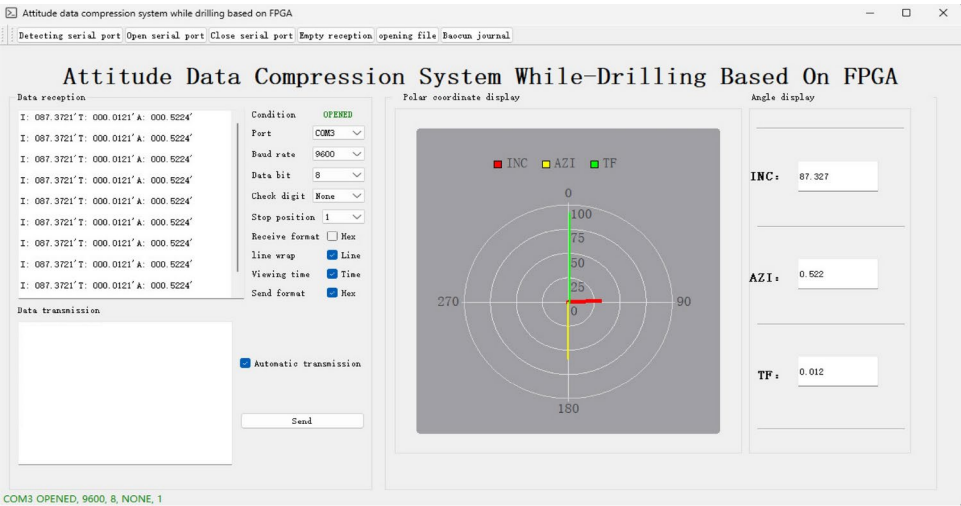 Attitude data compression system while drilling based on FPGA
Detecting serial port Open serial port Close serial port Empty reception opening file Baocun journal
Attitude Data Compression System While-Drilling Based On FPGA
Data reception
I: 087.3721′T: 000.0121′A: 000.5224′
I: 087.3721′T: 000.0121′A: 000.5224′
I: 087.3721′T: 000.0121′A: 000.5224′
I: 087.3721′T: 000.0121′A: 000.5224′
I: 087.3721′T: 000.0121′A: 000.5224′
I: 087.3721′T: 000.0121′A: 000.5224′
I: 087.3721′T: 000.0121′A: 000.5224′
I: 087.3721′T: 000.0121′A: 000.5224′
I: 087.3721′T: 000.0121′A: 000.5224′
Condition OPENED
Port COM3
Baud rate 9600
Data bit 8
Check digit None
Stop position 1
Receive format Hex
line wrap Line
Viewing time Time
Send format Hex
Data transmission
Automatic transmission
Send
Polar coordinate display
INC AZI TF
0
100
75
50
25
0
270
90
180
Angle display
INC: 87.327
AZI: 0.522
TF: 0.012
COM3 OPENED, 9600, 8, NONE, 1